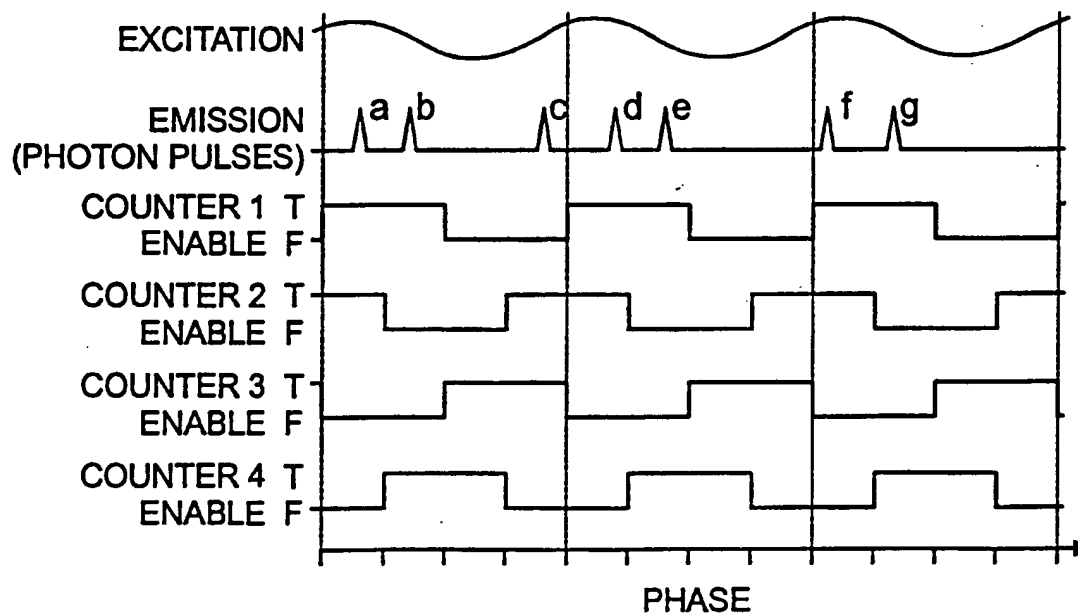 EXCITATION
EMISSION
(PHOTON PULSES)
a b c d e f g
COUNTER 1 T
ENABLE F
COUNTER 2 T
ENABLE F
COUNTER 3 T
ENABLE F
COUNTER 4 T
ENABLE F
PHASE